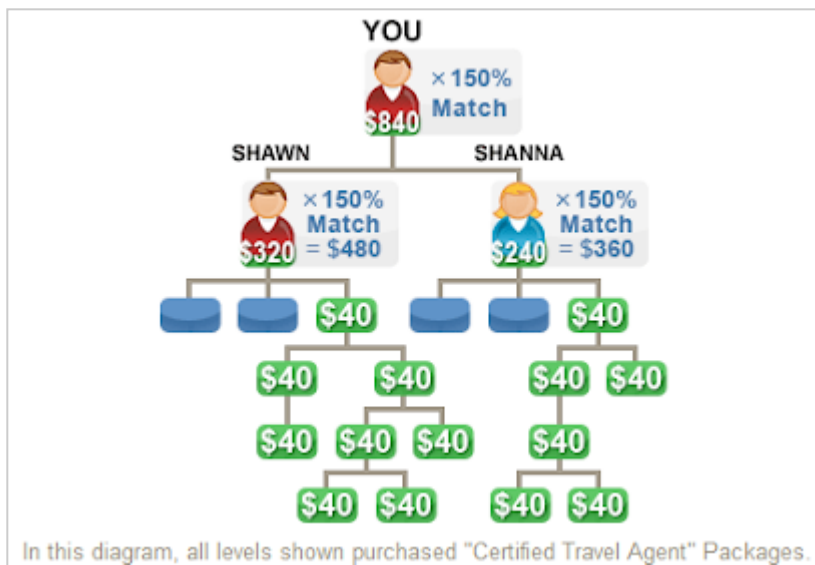 YOU
×150%
Match
$840
SHAWN
SHANNA
×150%
Match
= $480
$320
×150%
Match
= $360
$240
$40
$40
$40 $40 $40 $40
$40 $40 $40 $40
$40 $40 $40 $40
In this diagram, all levels shown purchased "Certified Travel Agent" Packages.